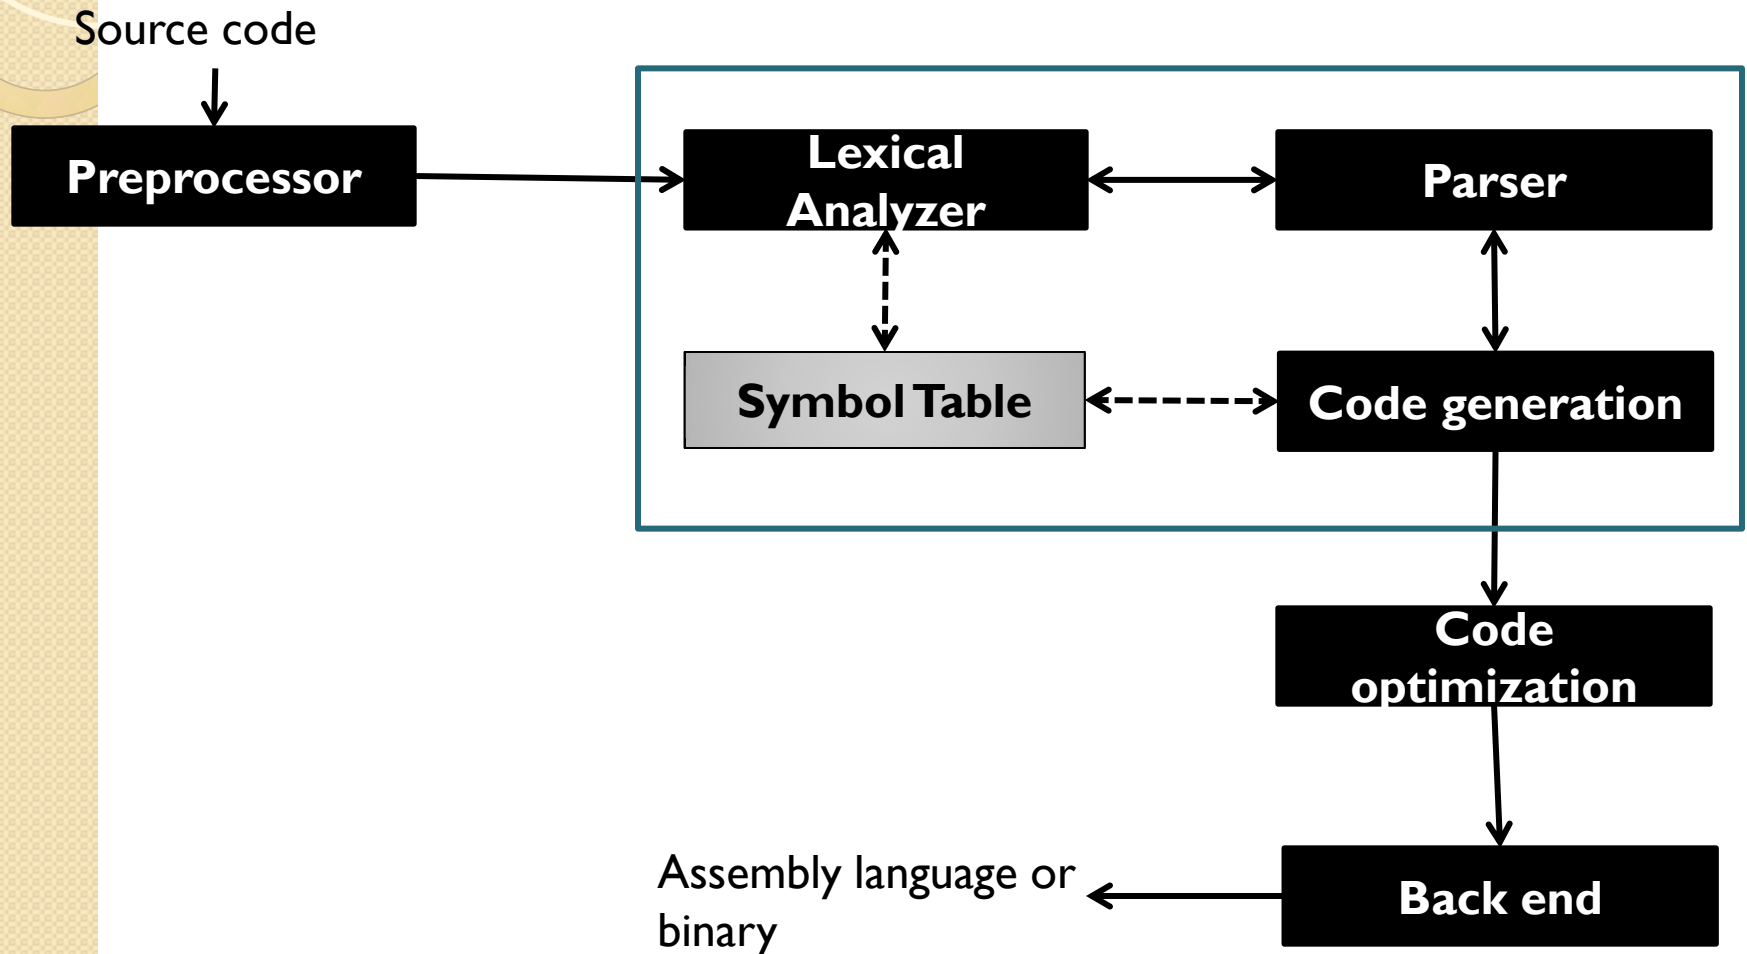 Source code
Preprocessor
Lexical
Analyzer
Parser
Symbol Table
Code generation
Code
optimization
Assembly language or
binary
Back end